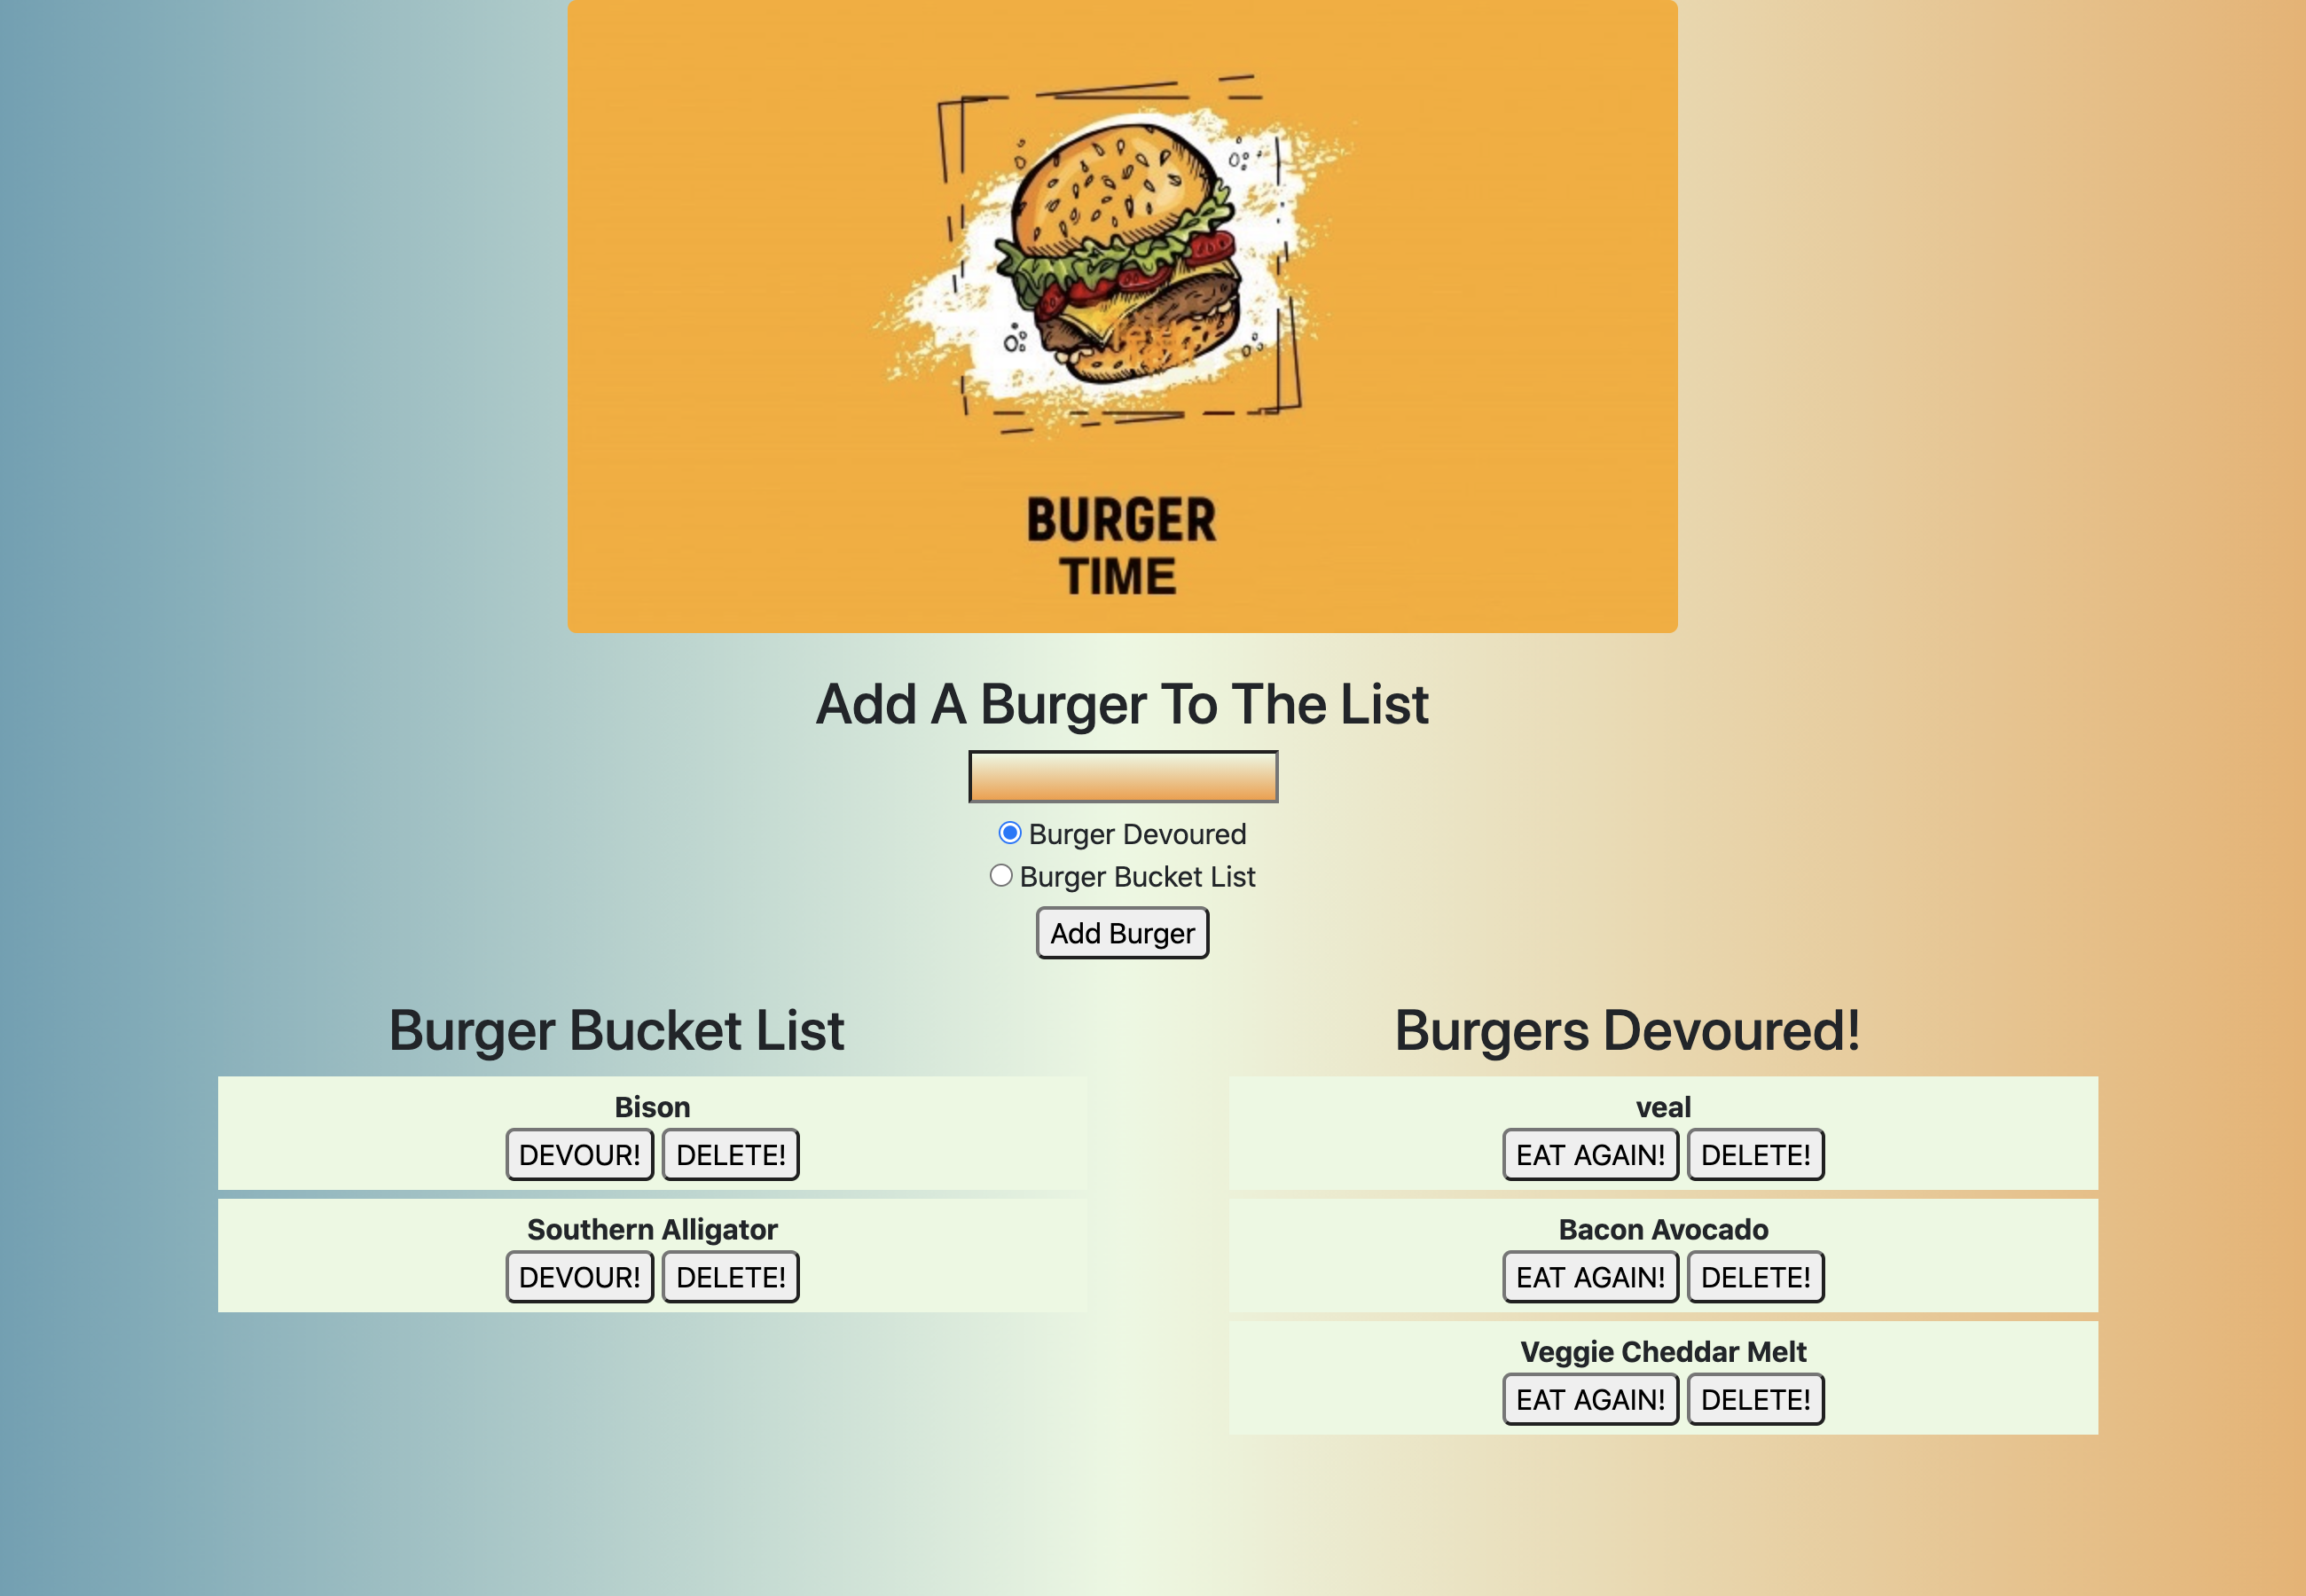 BURGER
TIME
Add A Burger To The List
Burger Devoured
Burger Bucket List
Add Burger
Burger Bucket List
Bison
DEVOUR! DELETE!
Southern Alligator
DEVOUR! DELETE!
Burgers Devoured!
veal
EAT AGAIN! DELETE!
Bacon Avocado
EAT AGAIN! DELETE!
Veggie Cheddar Melt
EAT AGAIN! DELETE!